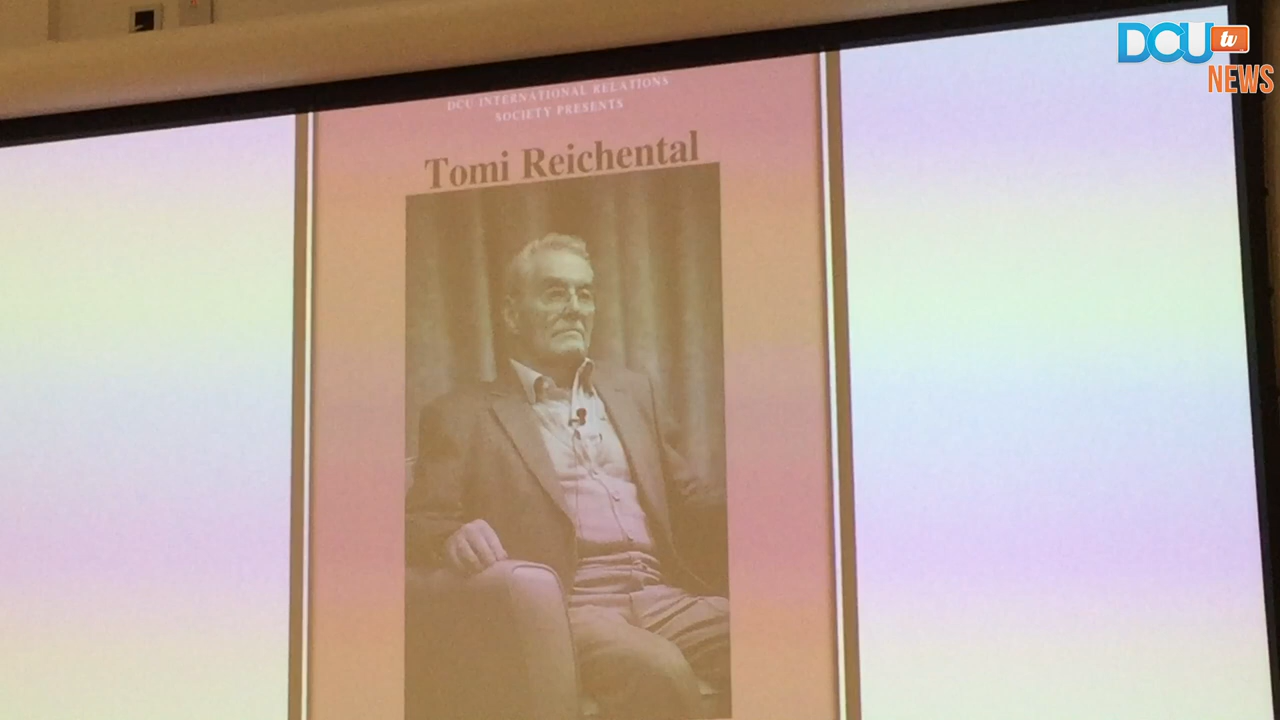 DCU tv
NEWS
DCU INTERNATIONAL RELATIONS
SOCIETY PRESENTS
Tomi Reichental